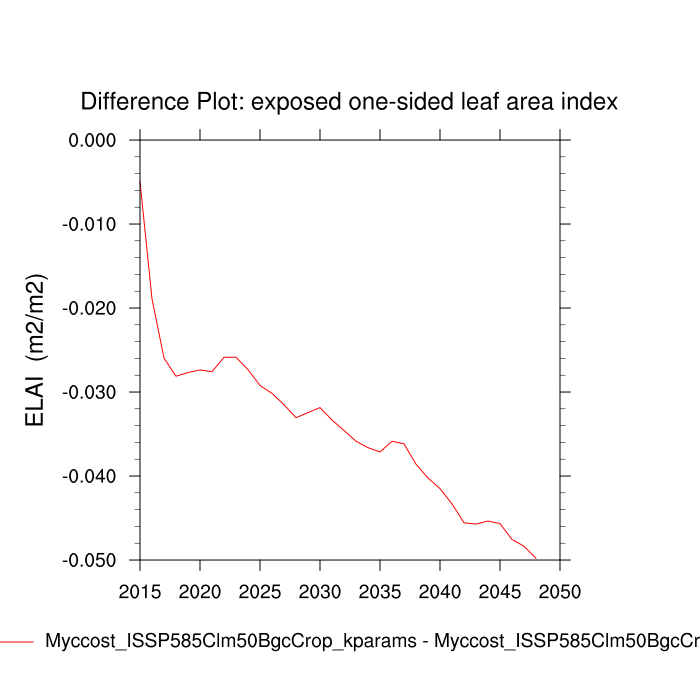 Difference Plot: exposed one-sided leaf area index
0.000
-0.010
-0.020
-0.030
-0.040
-0.050
ELAI (m2/m2)
2015 2020 2025 2030 2035 2040 2045 2050
Myccost_ISSP585Clm50BgcCrop_kparams - Myccost_ISSP585Clm50BgcCr